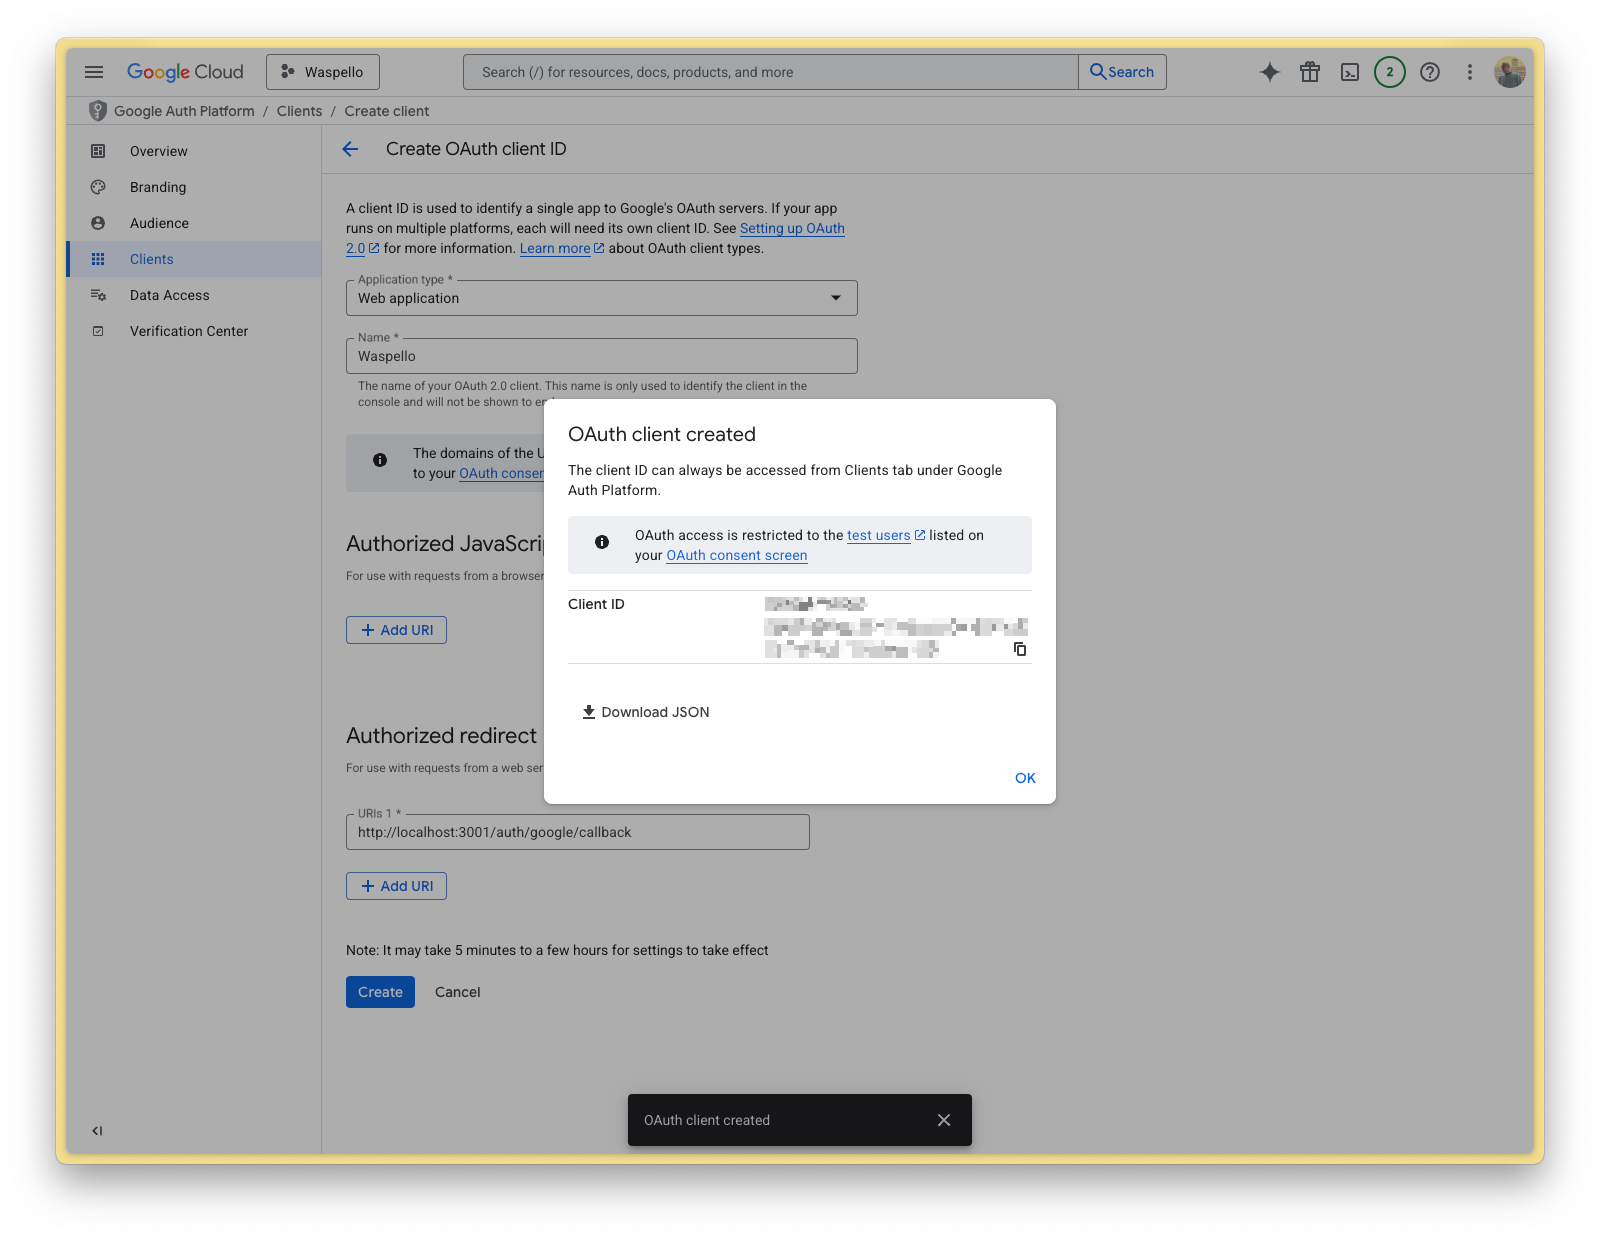 Google Cloud
Waspello
Search (/) for resources, docs, products, and more
Search
2
Google Auth Platform / Clients / Create client
Overview
Branding
Audience
Clients
Data Access
Verification Center
Create OAuth client ID
A client ID is used to identify a single app to Google's OAuth servers. If your app
runs on multiple platforms, each will need its own client ID. See Setting up OAuth
2.0 for more information. Learn more about OAuth client types.
Application type *
Web application
Name *
Waspello
The name of your OAuth 2.0 client. This name is only used to identify the client in the
console and will not be shown to
The domains of the
to your OAuth
Authorized
For use with requests from a browser
Add URI
Authorized redirect
For use with requests from a web
URIs 1 *
http://localhost:3001/auth/google/callback
Add URI
Note: It may take 5 minutes to a few hours for settings to take effect
Create
Cancel
OAuth client created
The client ID can always be accessed from Clients tab under Google
Auth Platform.
OAuth access is restricted to the test users listed on
your OAuth consent screen
Client ID
Download JSON
OK
OAuth client created